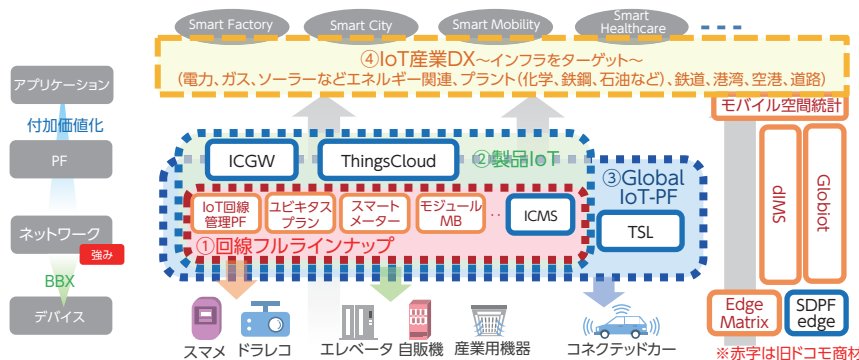 Smart Factory
Smart City
Smart Mobility
Smart
Healthcare
④IoT産業DX～インフラをターゲット～
(電力、ガス、ソーラーなどエネルギー関連、プラント(化学、鉄鋼、石油など)、鉄道、港湾、空港、道路)
アプリケーション
付加価値化
PF
ネットワーク
強み
BBX
デバイス
モバイル空間統計
ICGW
ThingsCloud
②製品IoT
③Global
IoT-PF
IoT回線
管理PF
ユビキタス
プラン
スマート
メーター
モジュール
MB
‥
ICMS
①回線フルラインナップ
TSL
dIMS
Globiot
Edge
Matrix
SDPF
edge
スマメ
ドラレコ
エレベータ
自販機
産業用機器
コネクテッドカー
※赤字は旧ドコモ商材